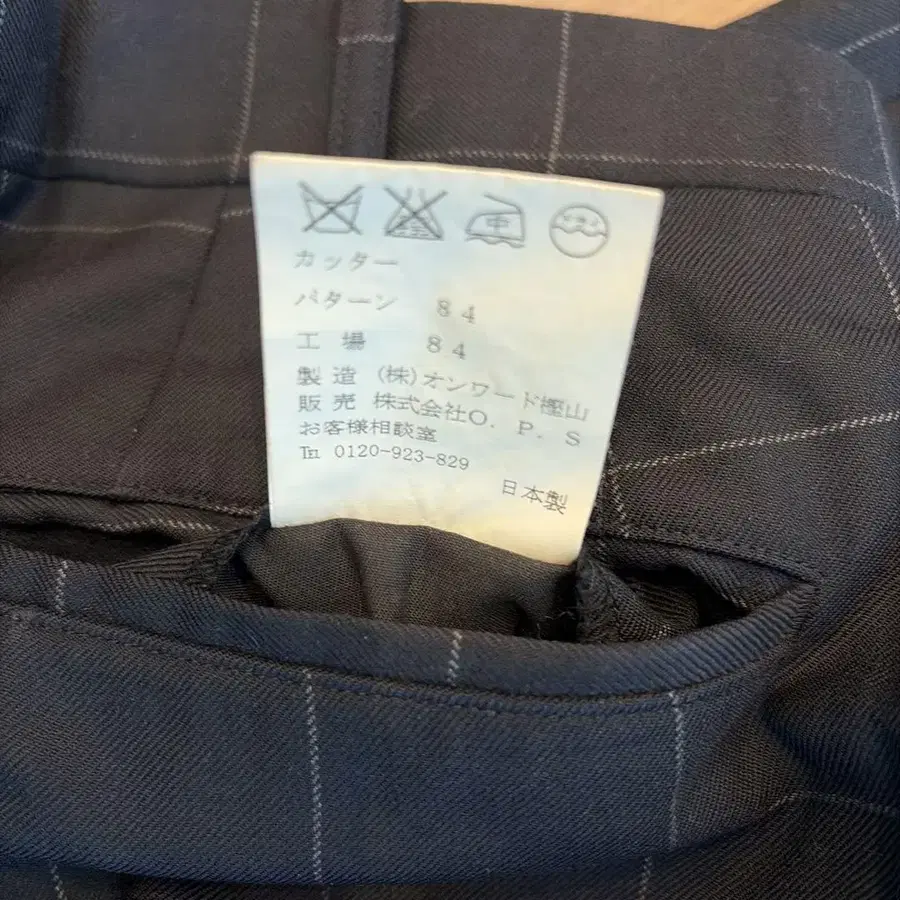 中
カッター
パターン 84
工場 84
製造 (株)オンワード樫山
販売 株式会社O.P.S
お客様相談室
℡ 0120-923-829
日本製